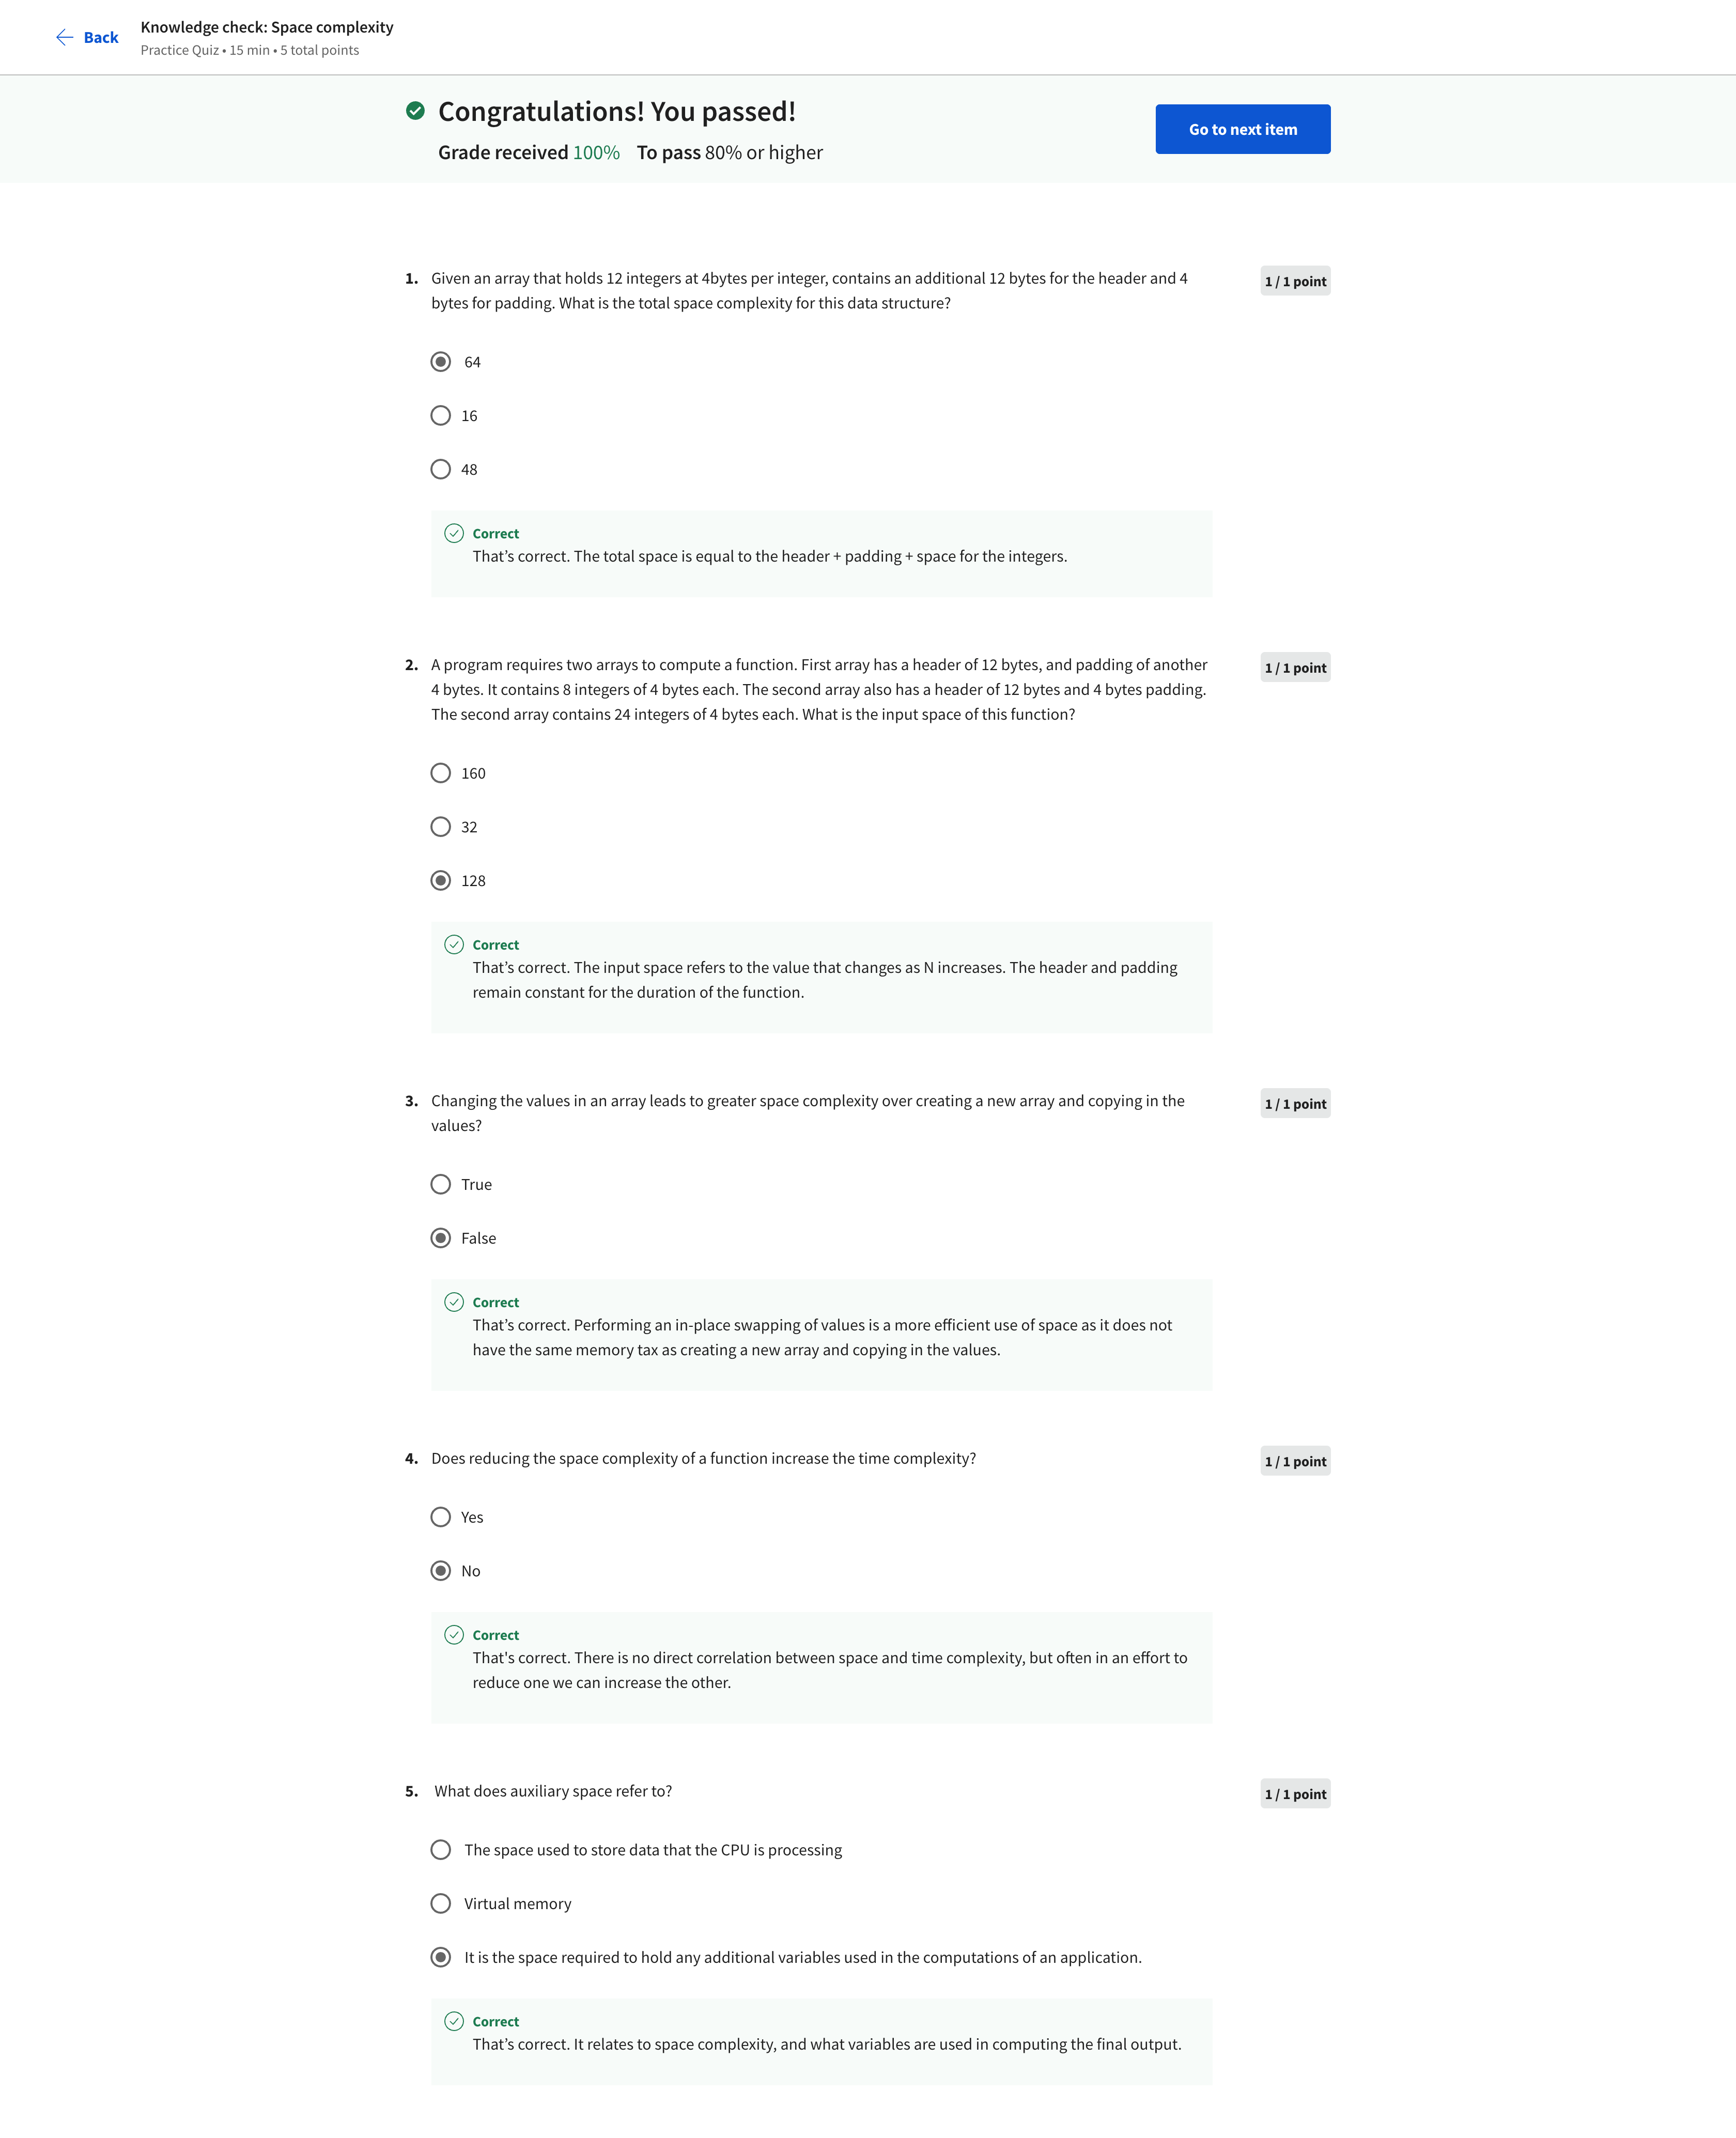 Back
Knowledge check: Space complexity
Practice Quiz • 15 min • 5 total points
Congratulations! You passed!
Grade received 100% To pass 80% or higher
Go to next item
1. Given an array that holds 12 integers at 4bytes per integer, contains an additional 12 bytes for the header and 4
bytes for padding. What is the total space complexity for this data structure?
1 / 1 point
64
16
48
Correct
That’s correct. The total space is equal to the header + padding + space for the integers.
2. A program requires two arrays to compute a function. First array has a header of 12 bytes, and padding of another
4 bytes. It contains 8 integers of 4 bytes each. The second array also has a header of 12 bytes and 4 bytes padding.
The second array contains 24 integers of 4 bytes each. What is the input space of this function?
1 / 1 point
160
32
128
Correct
That’s correct. The input space refers to the value that changes as N increases. The header and padding
remain constant for the duration of the function.
3. Changing the values in an array leads to greater space complexity over creating a new array and copying in the
values?
1 / 1 point
True
False
Correct
That’s correct. Performing an in-place swapping of values is a more efficient use of space as it does not
have the same memory tax as creating a new array and copying in the values.
4. Does reducing the space complexity of a function increase the time complexity?
1 / 1 point
Yes
No
Correct
That's correct. There is no direct correlation between space and time complexity, but often in an effort to
reduce one we can increase the other.
5. What does auxiliary space refer to?
1 / 1 point
The space used to store data that the CPU is processing
Virtual memory
It is the space required to hold any additional variables used in the computations of an application.
Correct
That’s correct. It relates to space complexity, and what variables are used in computing the final output.